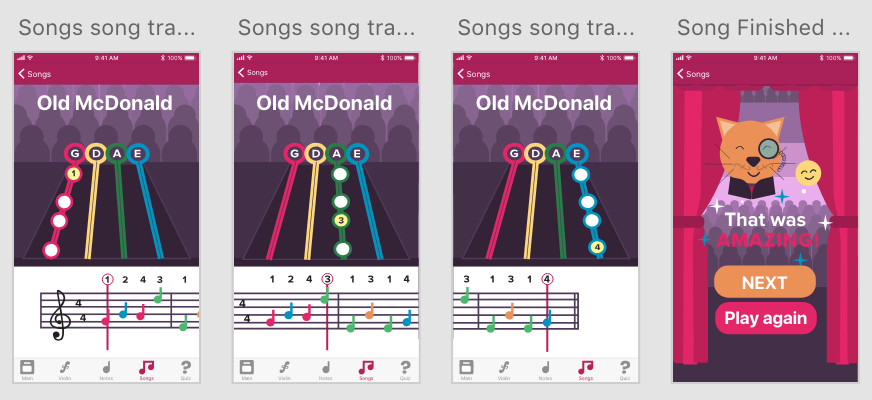 Songs song tra...
9:41 AM 100%
Songs
Old McDonald
G D A E
1
1 2 4 3 1
4
4
Main Violin Notes Songs Quiz
Songs song tra...
9:41 AM 100%
Songs
Old McDonald
G D A E
3
1 2 4 3 1 3 1 4
4
4
Main Violin Notes Songs Quiz
Songs song tra...
9:41 AM 100%
Songs
Old McDonald
G D A E
4
3 1 3 1 4
Main Violin Notes Songs Quiz
Song Finished ...
9:41 AM 100%
Songs
That was
AMAZING!
NEXT
Play again